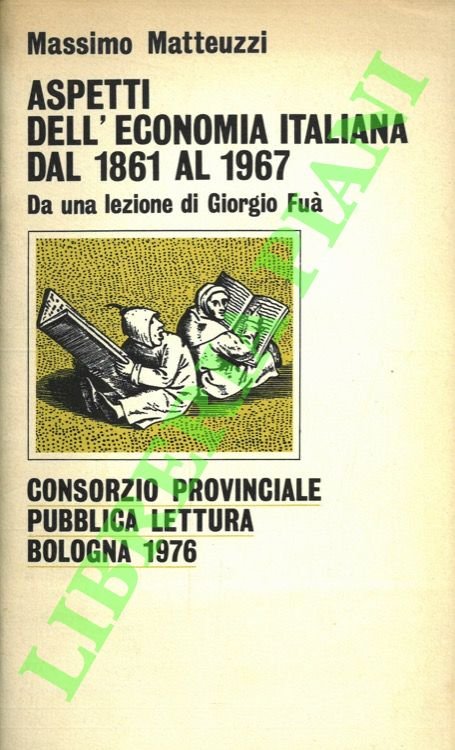 Massimo Matteuzzi
ASPETTI
DELL'ECONOMIA ITALIANA
DAL 1861 AL 1967
Da una lezione di Giorgio Fuà
CONSORZIO PROVINCIALE
PUBBLICA LETTURA
BOLOGNA 1976
LIBRERIE PIANI